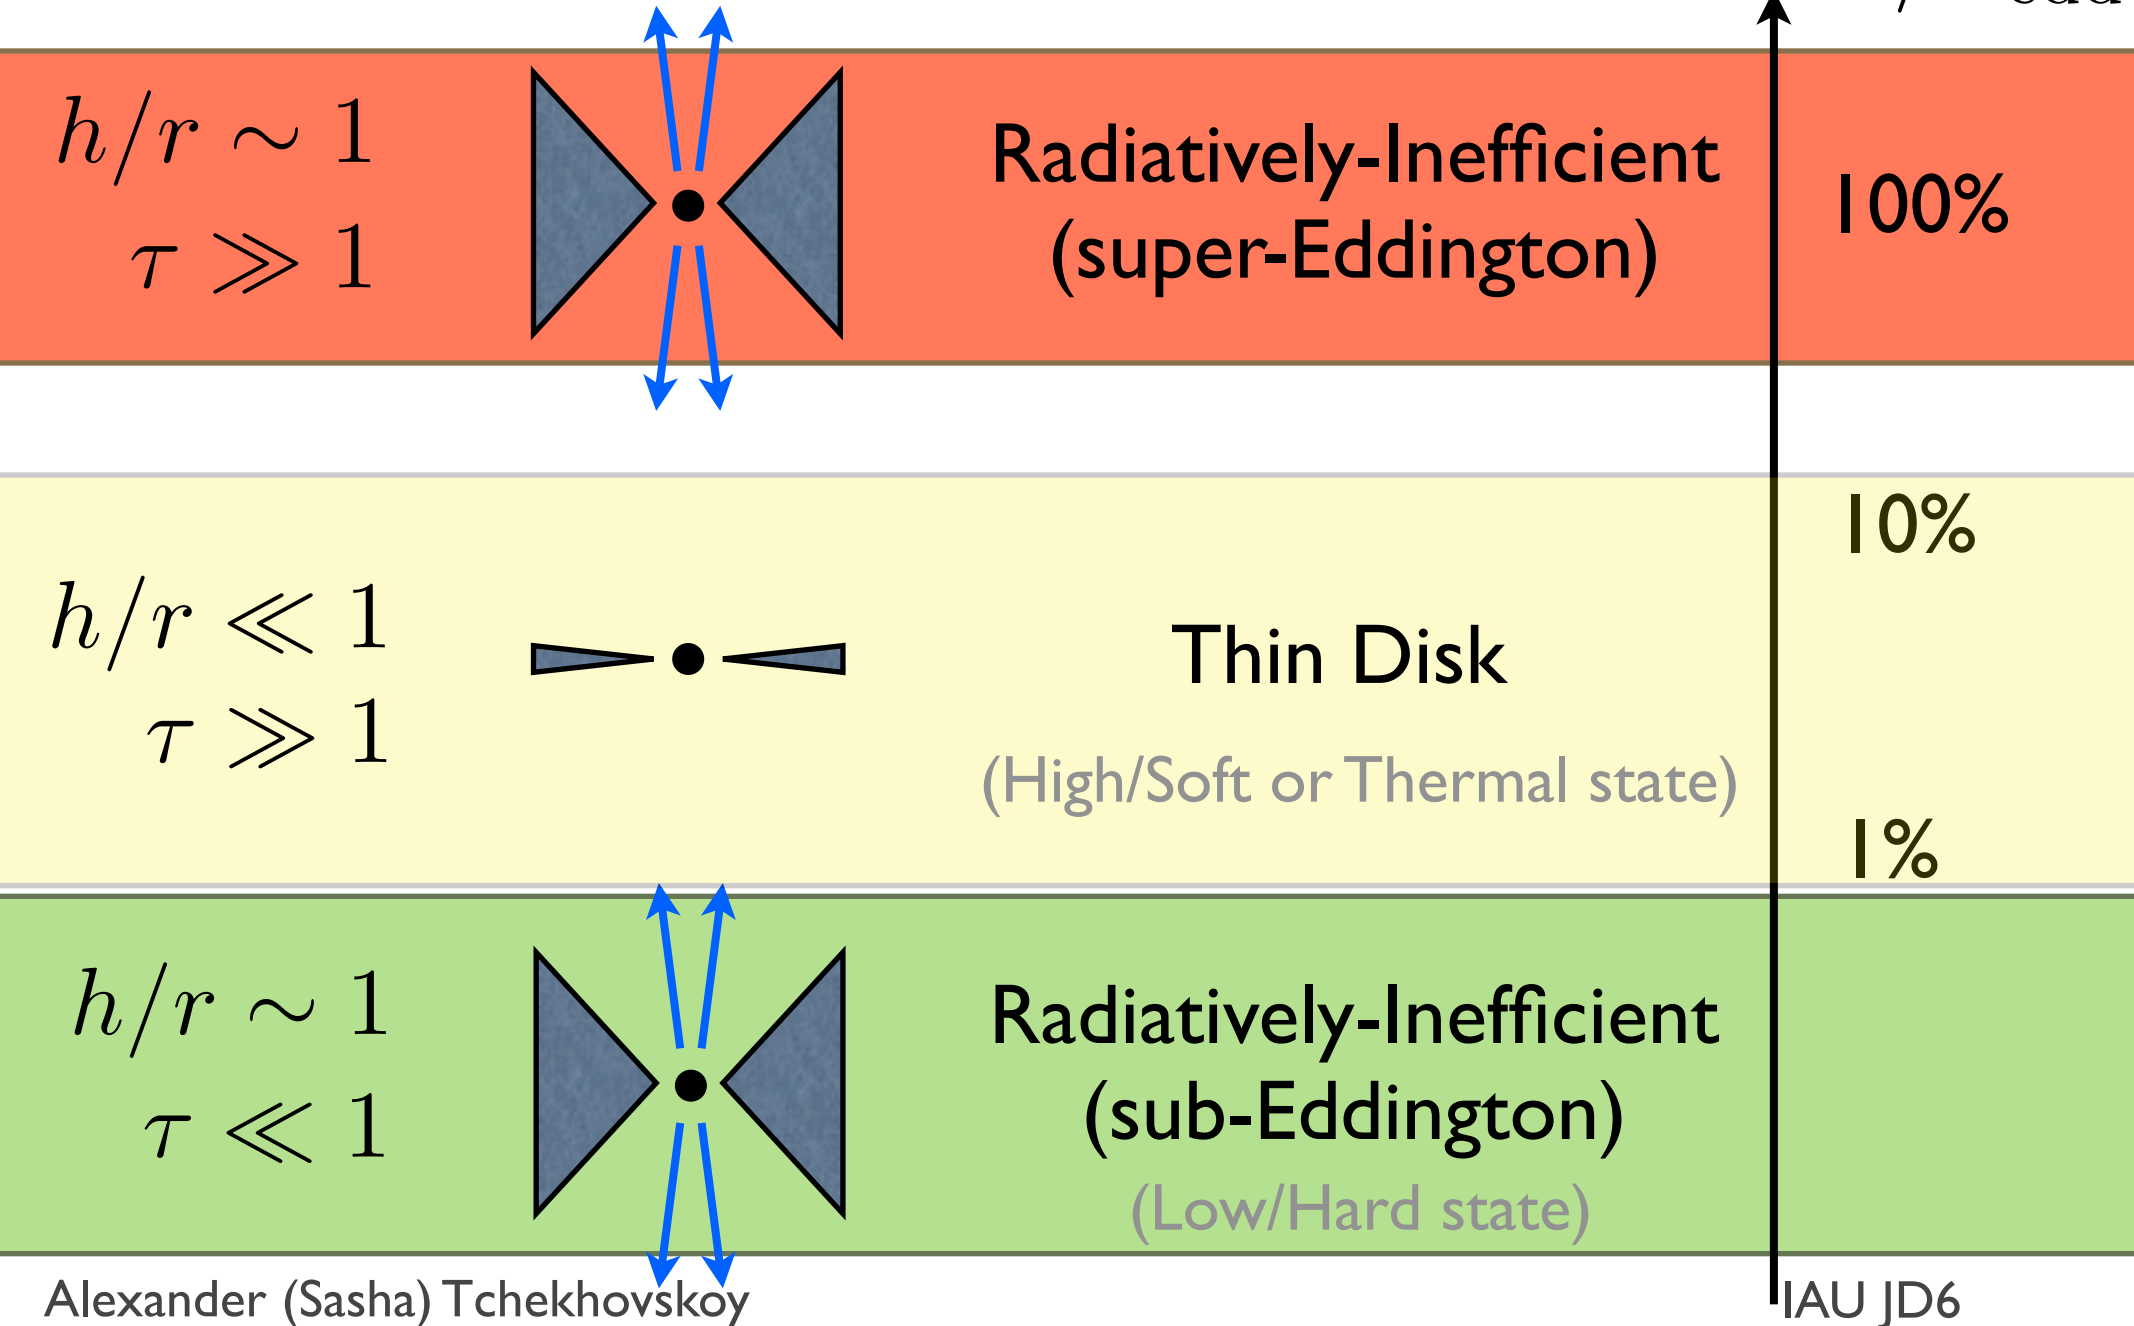 h/r ∼ 1
τ ≫ 1
Radiatively-Inefficient
(super-Eddington)
100%
10%
h/r ≪ 1
τ ≫ 1
Thin Disk
(High/Soft or Thermal state)
1%
h/r ∼ 1
τ ≪ 1
Radiatively-Inefficient
(sub-Eddington)
(Low/Hard state)
Alexander (Sasha) Tchekhovskoy
IAU JD6